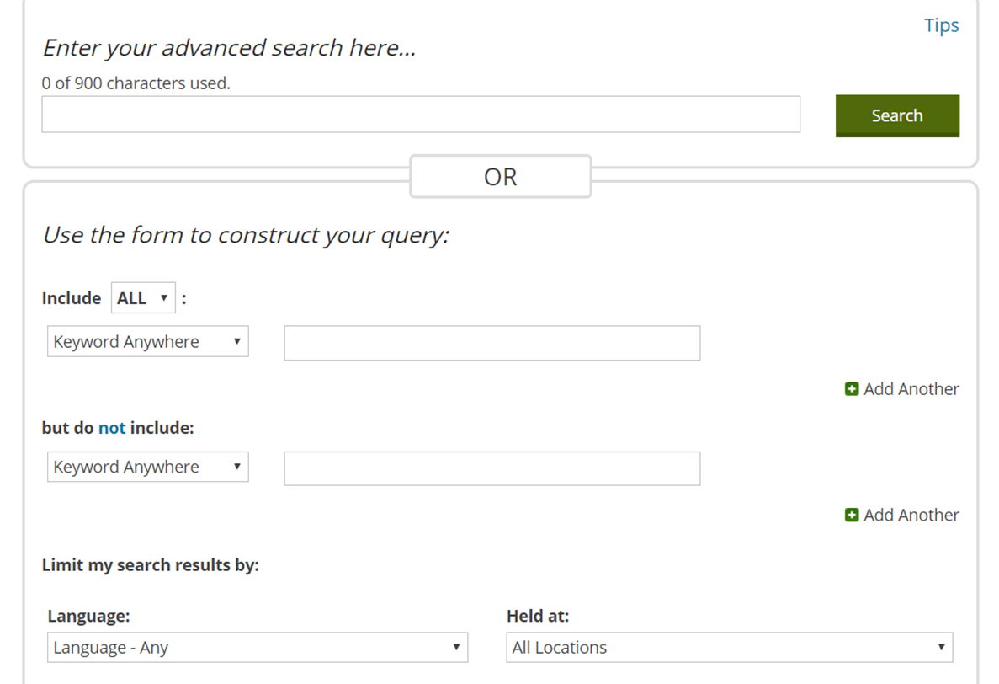 Tips
Enter your advanced search here...
0 of 900 characters used.
Search
OR
Use the form to construct your query:
Include ALL :
Keyword Anywhere
Add Another
but do not include:
Keyword Anywhere
Add Another
Limit my search results by:
Language: Held at:
Language - Any All Locations